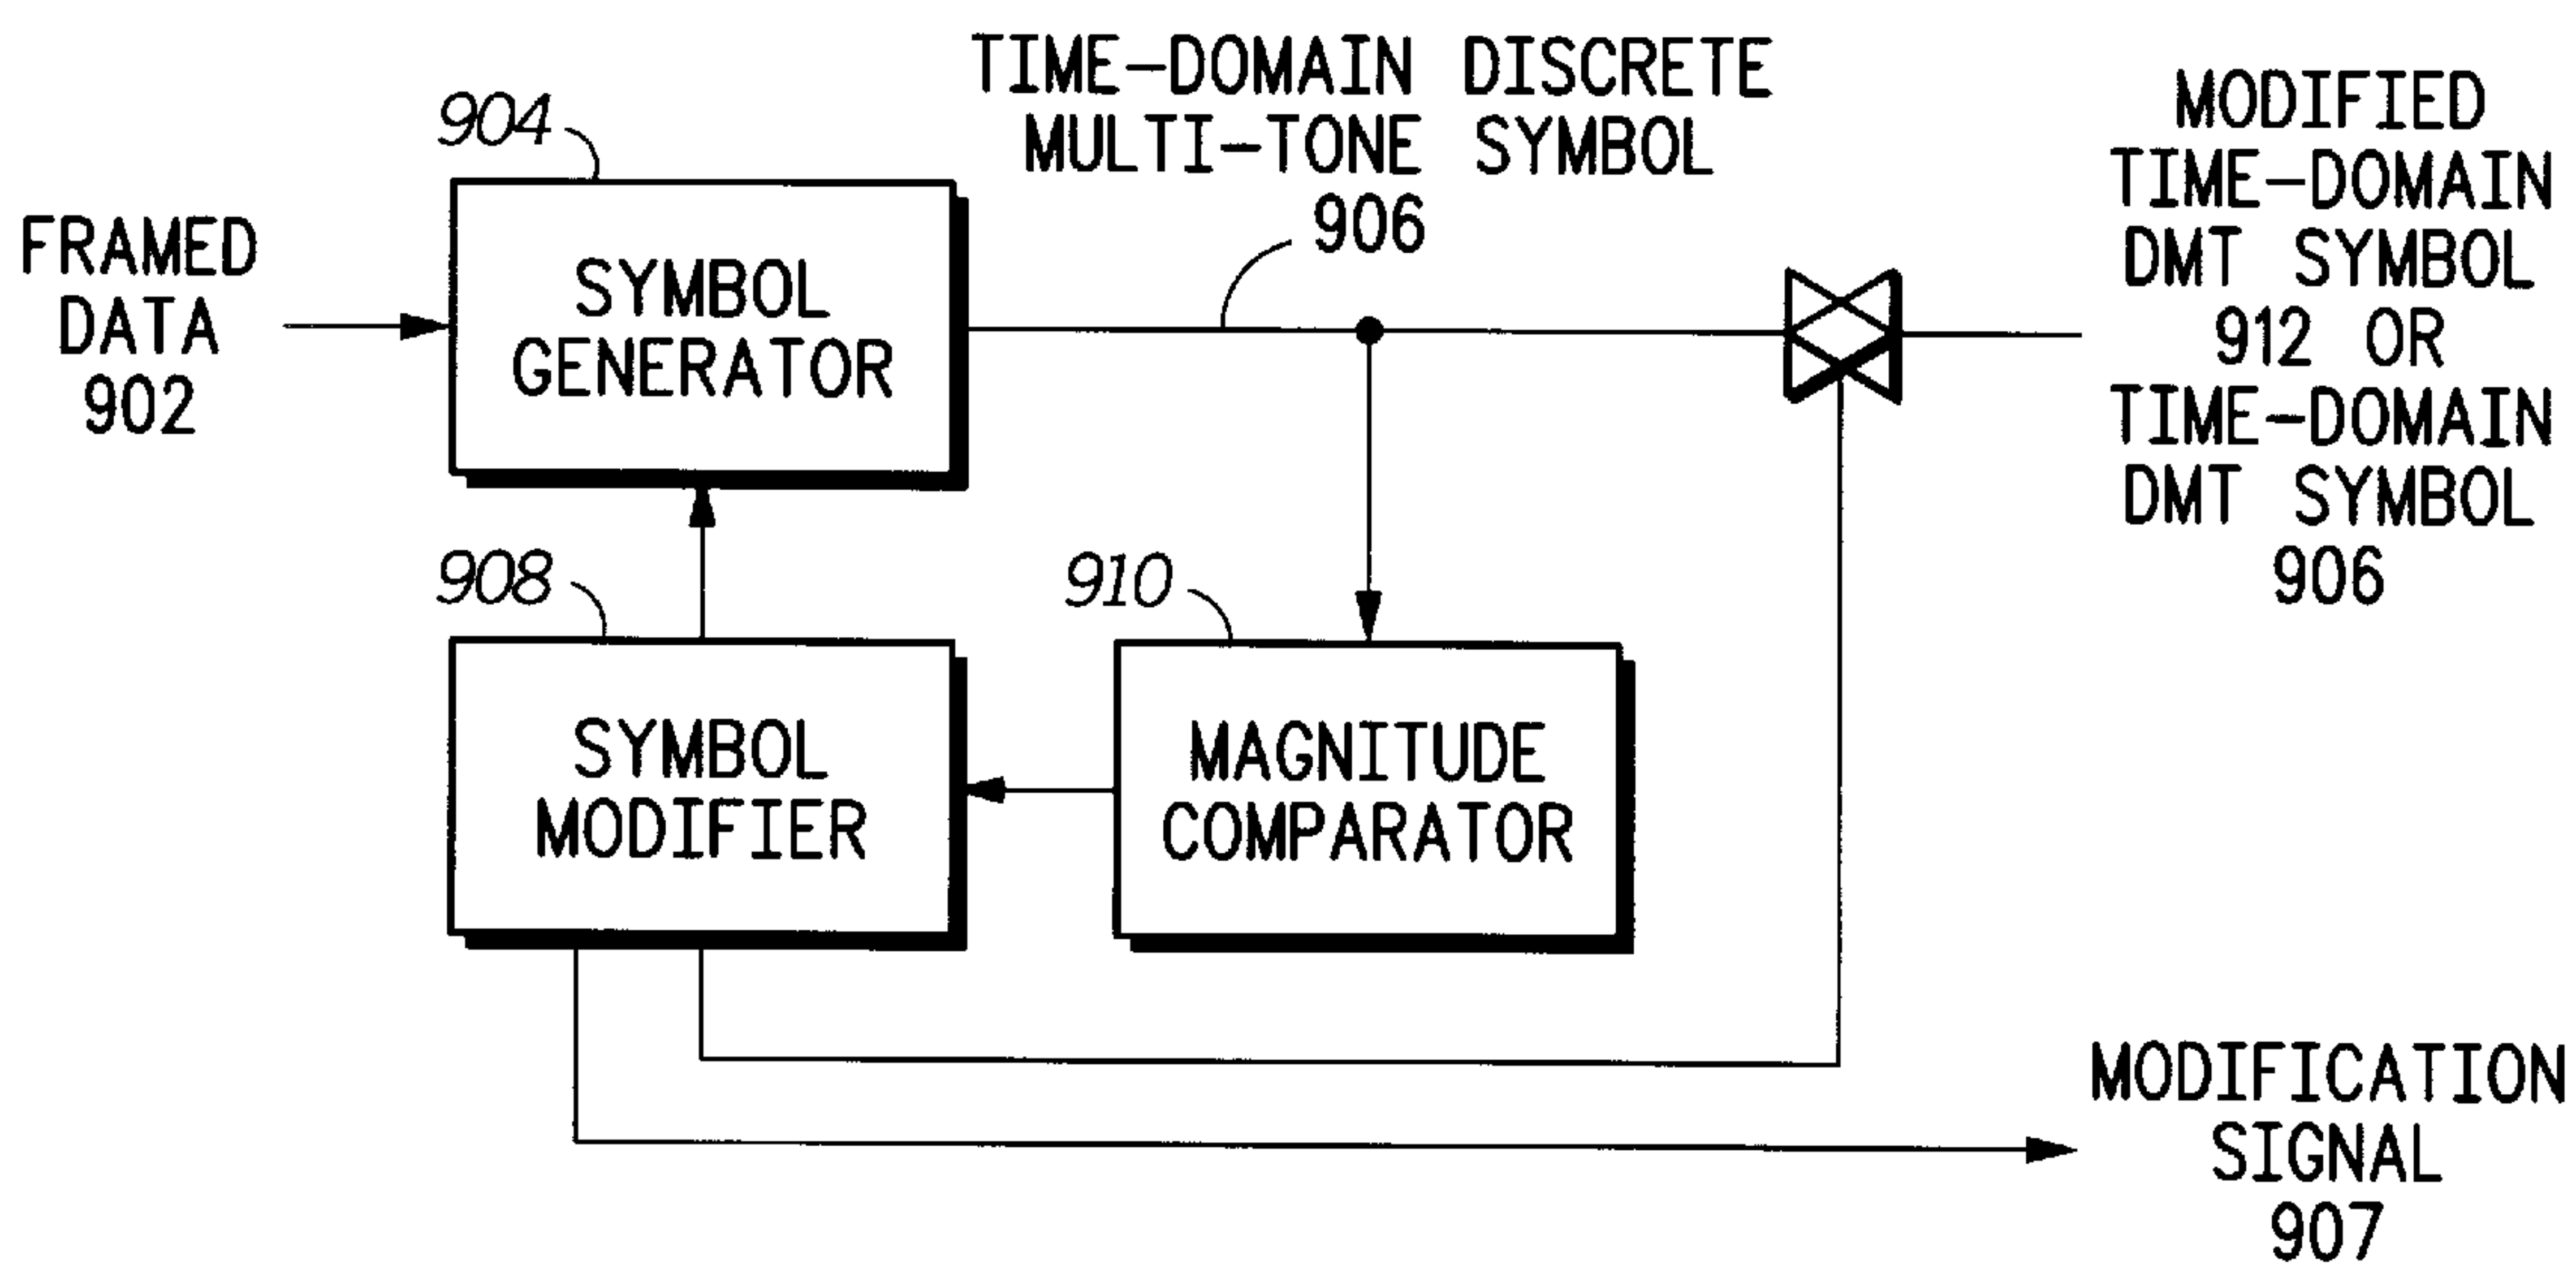 FRAMED
DATA
902
904
SYMBOL
GENERATOR
TIME-DOMAIN DISCRETE
MULTI-TONE SYMBOL
906
MODIFIED
TIME-DOMAIN
DMT SYMBOL
912 OR
TIME-DOMAIN
DMT SYMBOL
906
908
SYMBOL
MODIFIER
910
MAGNITUDE
COMPARATOR
MODIFICATION
SIGNAL
907